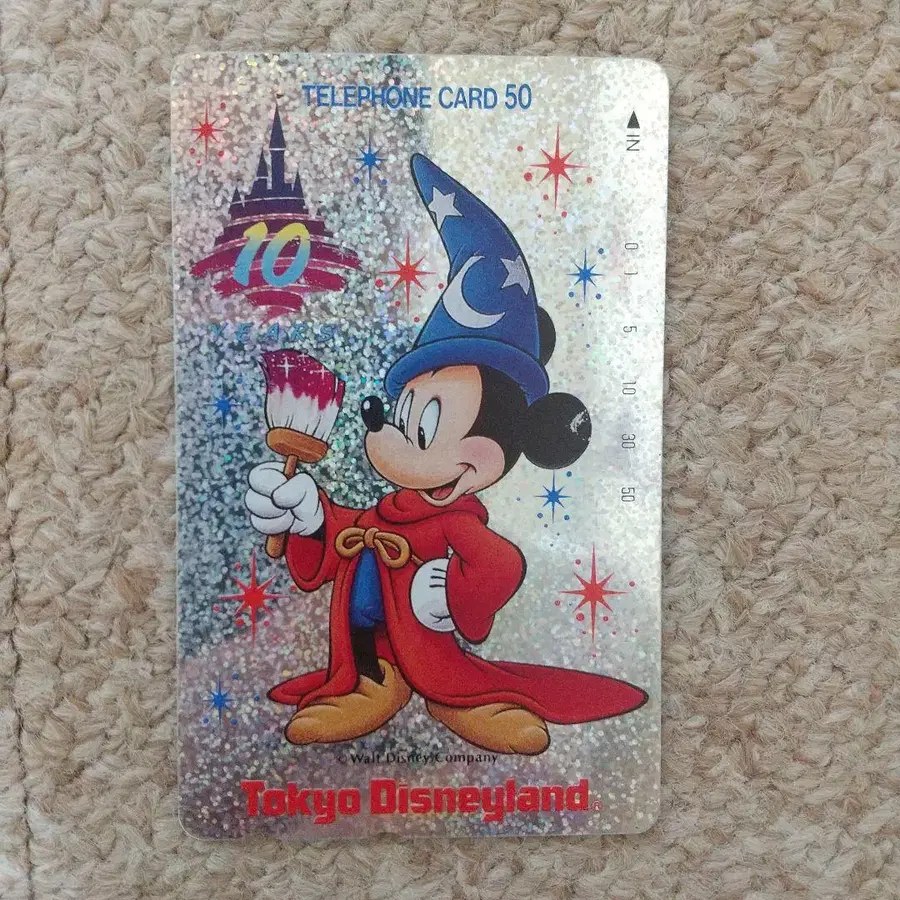 TELEPHONE CARD 50
◀IN
10
YEARS
0
1
5
10
30
50
© Walt Disney Company
Tokyo Disneyland®